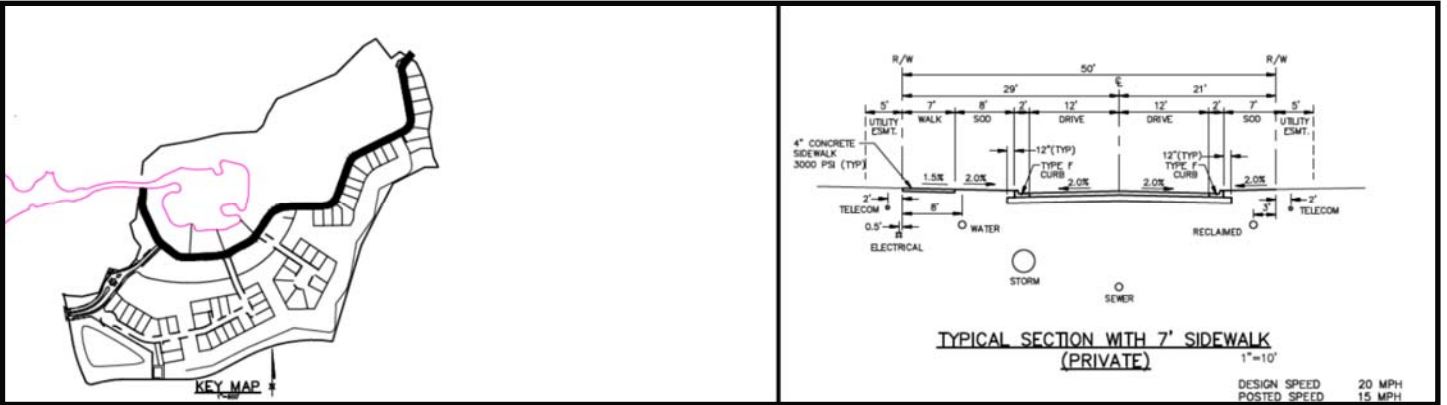 KEY MAP
R/W
R/W
50'
℄
29'
21'
5'
7'
8'
2'
12'
12'
2'
7'
5'
UTILITY
ESMT.
WALK
SOD
DRIVE
DRIVE
SOD
UTILITY
ESMT.
4" CONCRETE
SIDEWALK
3000 PSI (TYP)
12"(TYP)
TYPE F
CURB
12"(TYP)
TYPE F
CURB
1.5%
2.0%
2.0%
2.0%
2.0%
2'
TELECOM
8'
0.5'
WATER
ELECTRICAL
3'
RECLAIMED
2'
TELECOM
STORM
SEWER
TYPICAL SECTION WITH 7' SIDEWALK
(PRIVATE)
1"=10'
DESIGN SPEED 20 MPH
POSTED SPEED 15 MPH